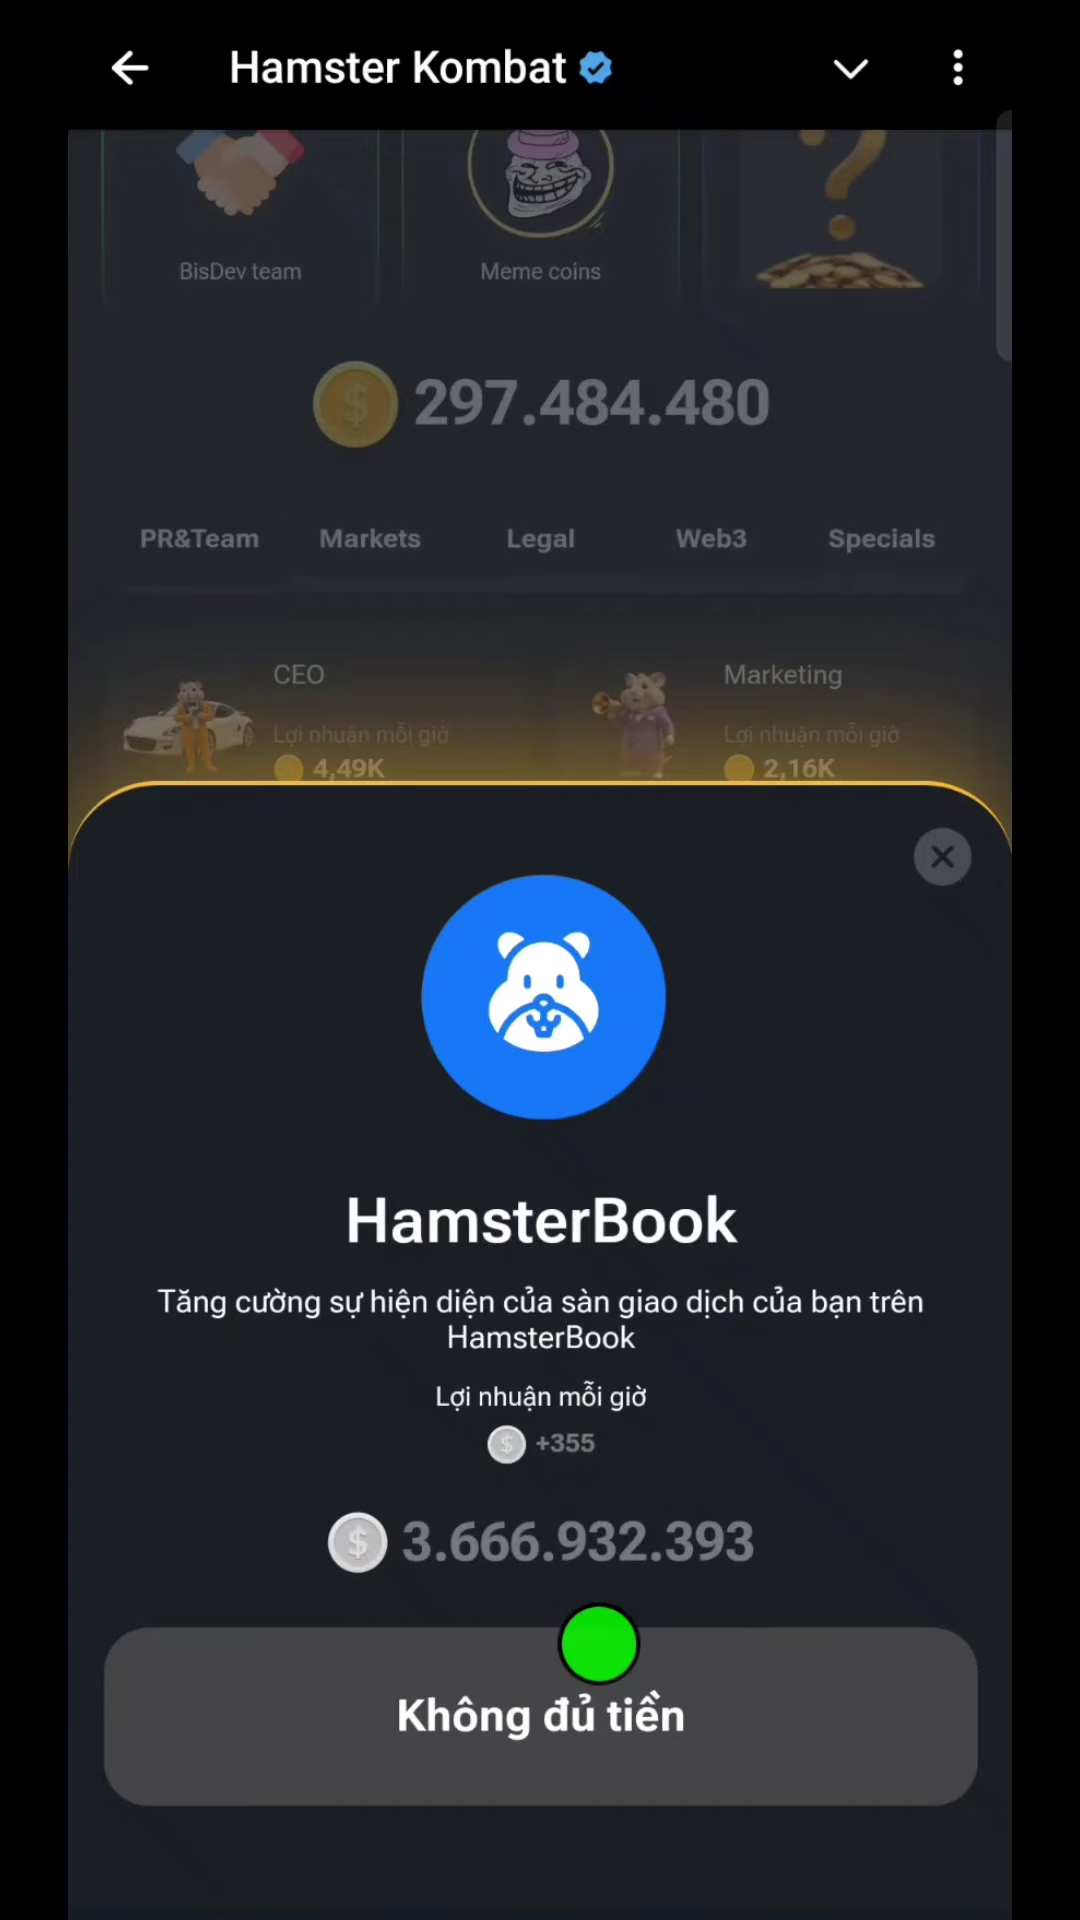 Hamster Kombat
BisDev team
Meme coins
297.484.480
PR&Team
Markets
Legal
Web3
Specials
CEO
Lợi nhuận mỗi giờ
4,49K
Marketing
Lợi nhuận mỗi giờ
2,16K
HamsterBook
Tăng cường sự hiện diện của sàn giao dịch của bạn trên
HamsterBook
Lợi nhuận mỗi giờ
+355
3.666.932.393
Không đủ tiền